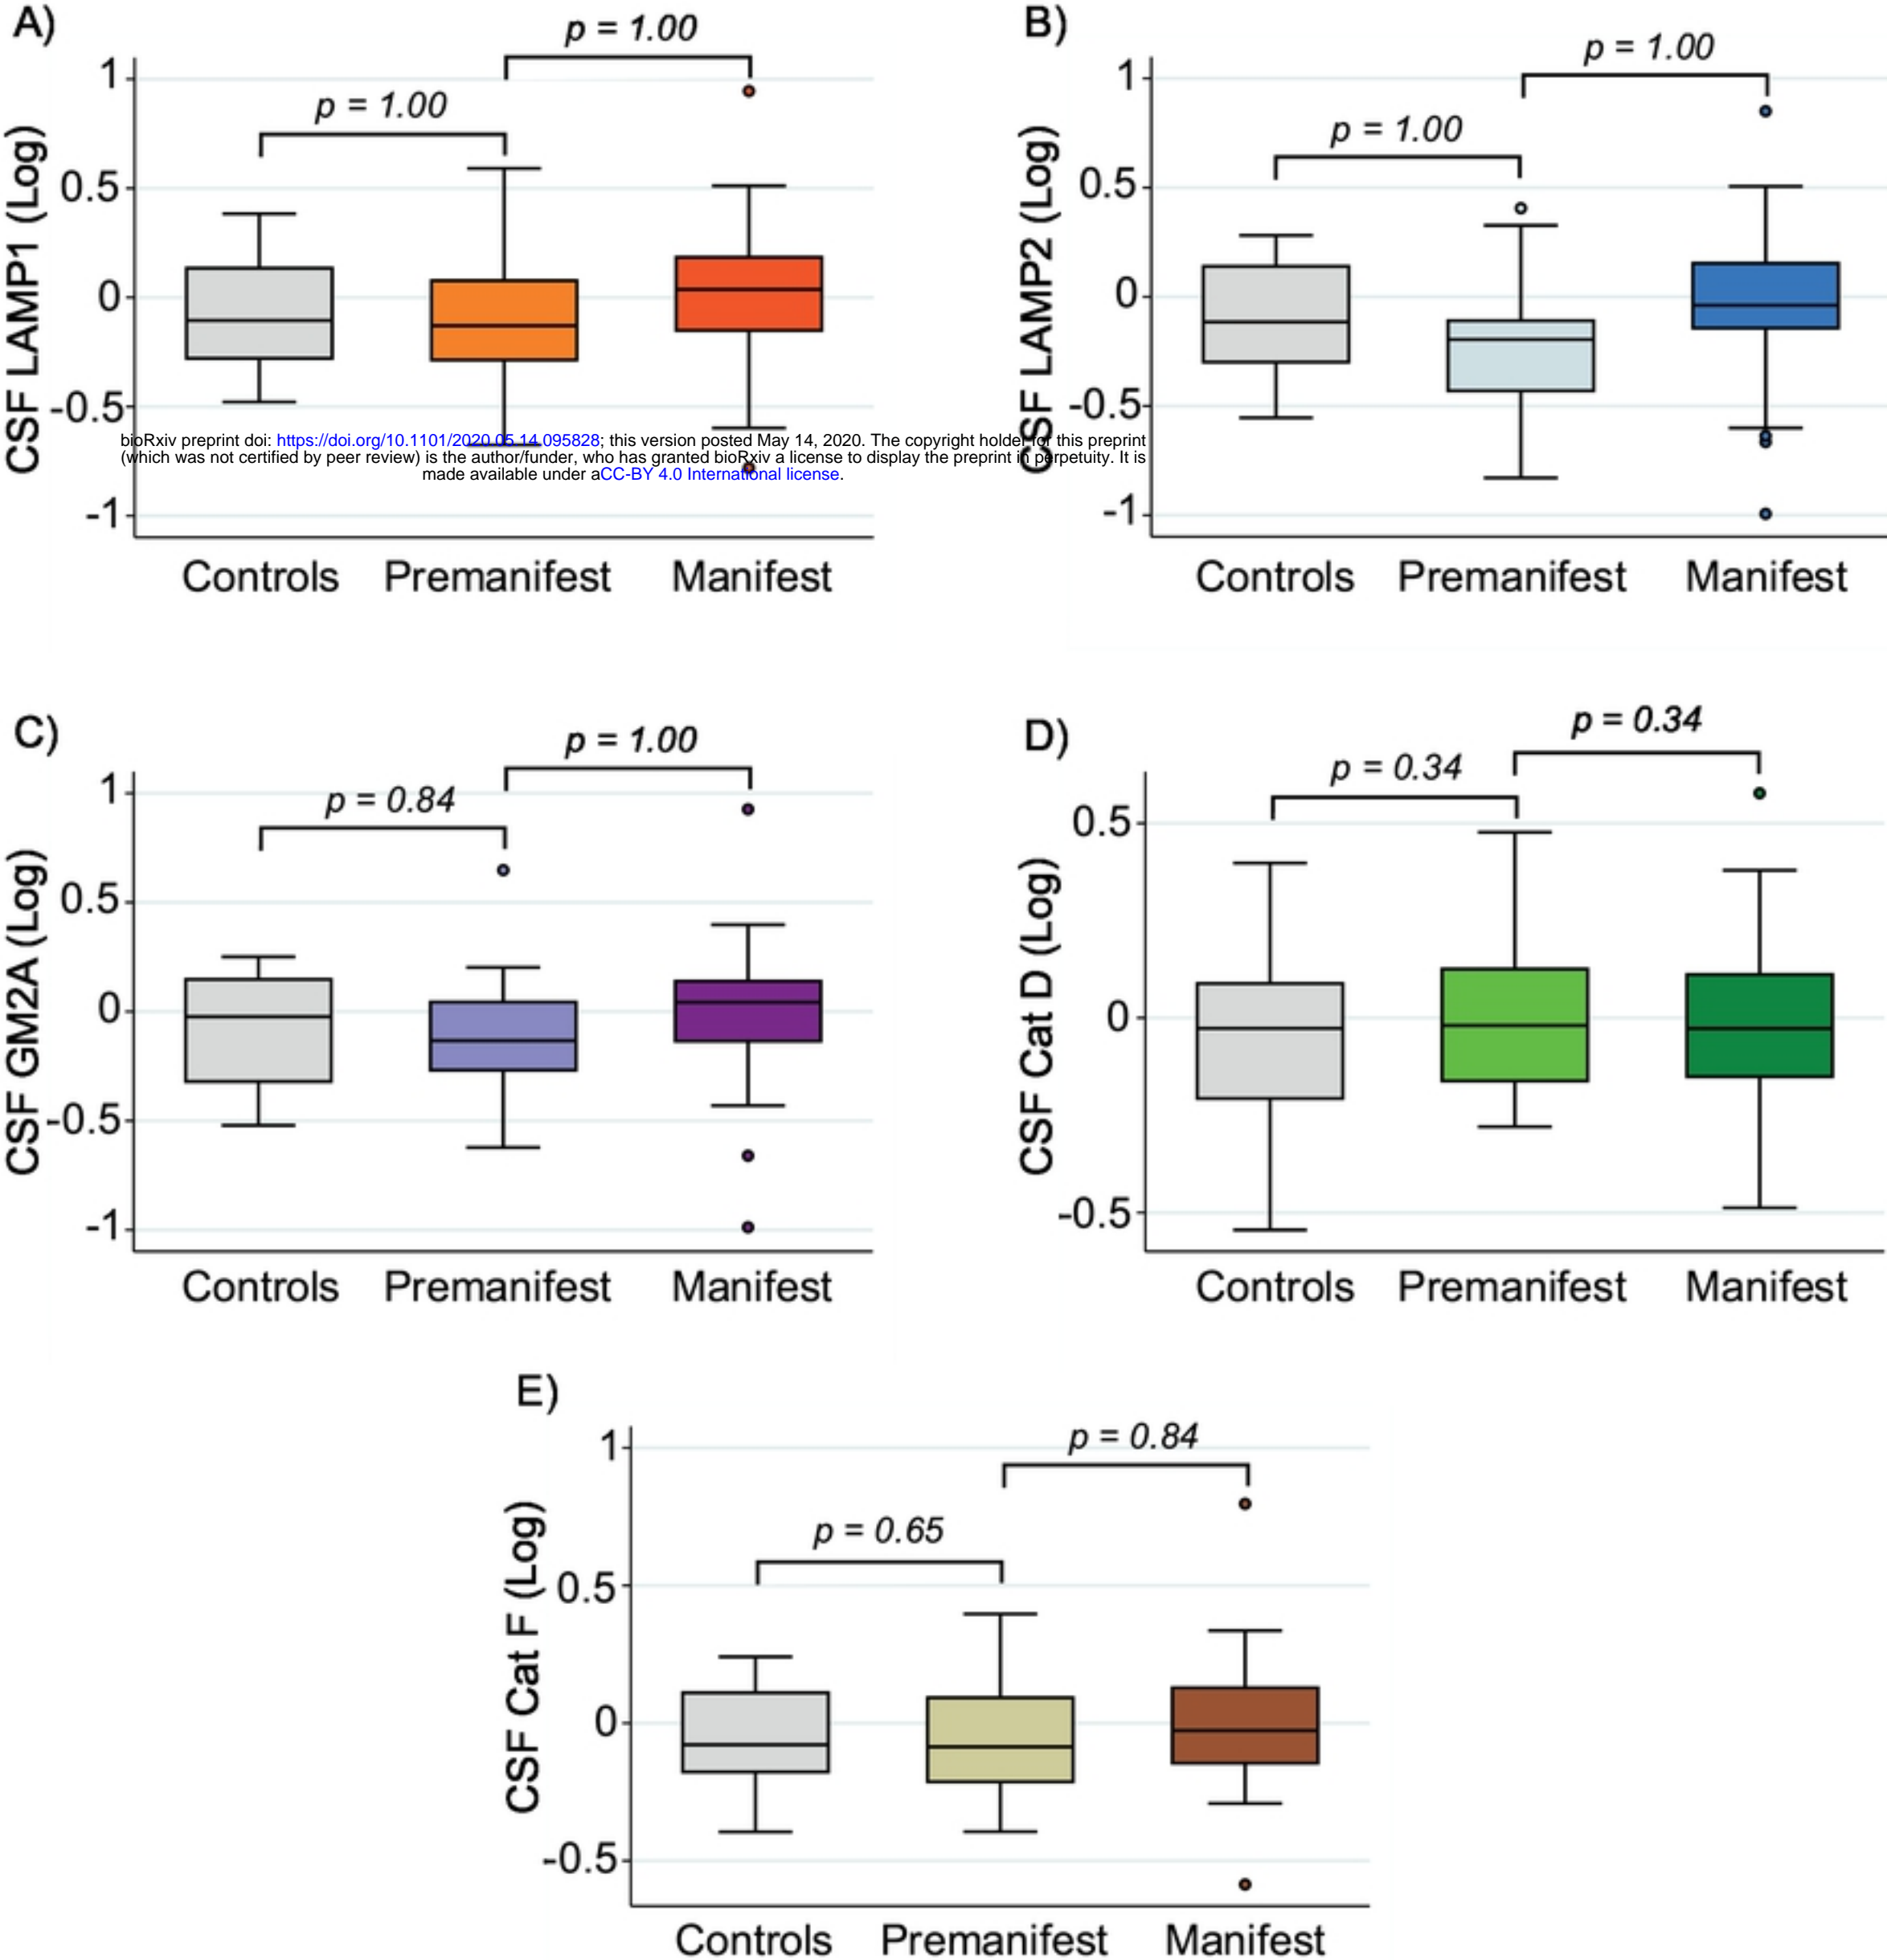 A)
p = 1.00
p = 1.00
CSF LAMP1 (Log)
1
0.5
0
-0.5
-1
Controls Premanifest Manifest
B)
p = 1.00
p = 1.00
CSF LAMP2 (Log)
1
0.5
0
-0.5
-1
Controls Premanifest Manifest
bioRxiv preprint doi: https://doi.org/10.1101/2020.05.14.095828; this version posted May 14, 2020. The copyright holder for this preprint
(which was not certified by peer review) is the author/funder, who has granted bioRxiv a license to display the preprint in perpetuity. It is
made available under aCC-BY 4.0 International license.
C)
p = 1.00
p = 0.84
CSF GM2A (Log)
1
0.5
0
-0.5
-1
Controls Premanifest Manifest
D)
p = 0.34
p = 0.34
CSF Cat D (Log)
0.5
0
-0.5
Controls Premanifest Manifest
E)
p = 0.84
p = 0.65
CSF Cat F (Log)
1
0.5
0
-0.5
Controls Premanifest Manifest